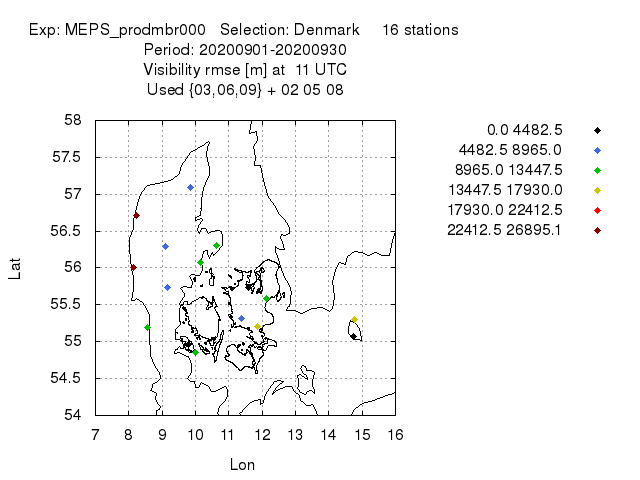 Exp: MEPS_prodmbr000   Selection: Denmark     16 stations
Period: 20200901-20200930
Visibility rmse [m] at  11 UTC
Used {03,06,09} + 02 05 08
0.0 4482.5
4482.5 8965.0
8965.0 13447.5
13447.5 17930.0
17930.0 22412.5
22412.5 26895.1
58
57.5
57
56.5
56
55.5
55
54.5
54
Lat
7 8 9 10 11 12 13 14 15 16
Lon